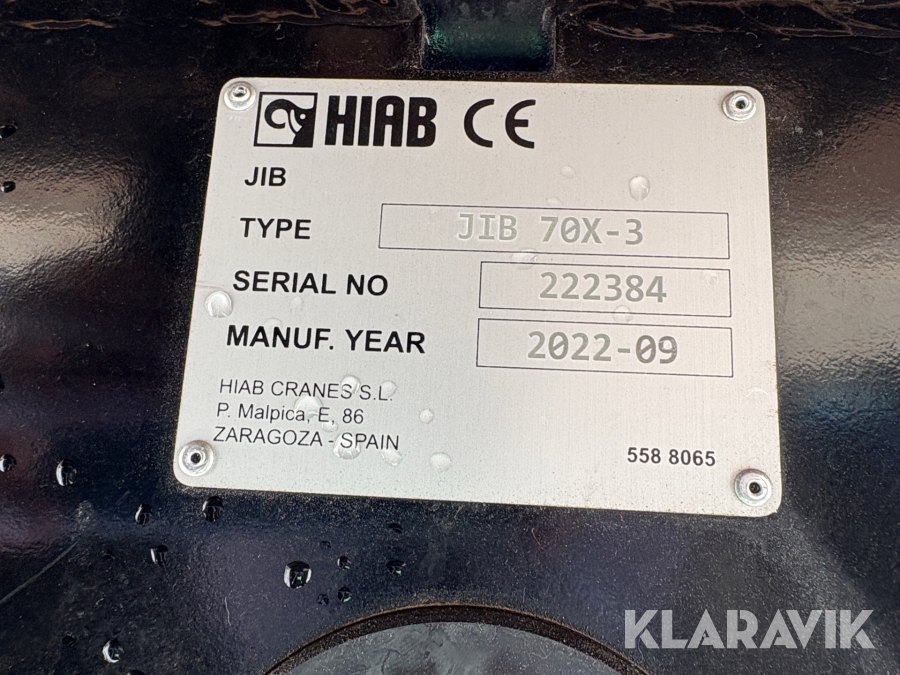 HIAB CE
JIB
TYPE JIB 70X-3
SERIAL NO 222384
MANUF. YEAR 2022-09
HIAB CRANES S.L.
P. Malpica, E, 86
ZARAGOZA - SPAIN
558 8065
KLARAVIK